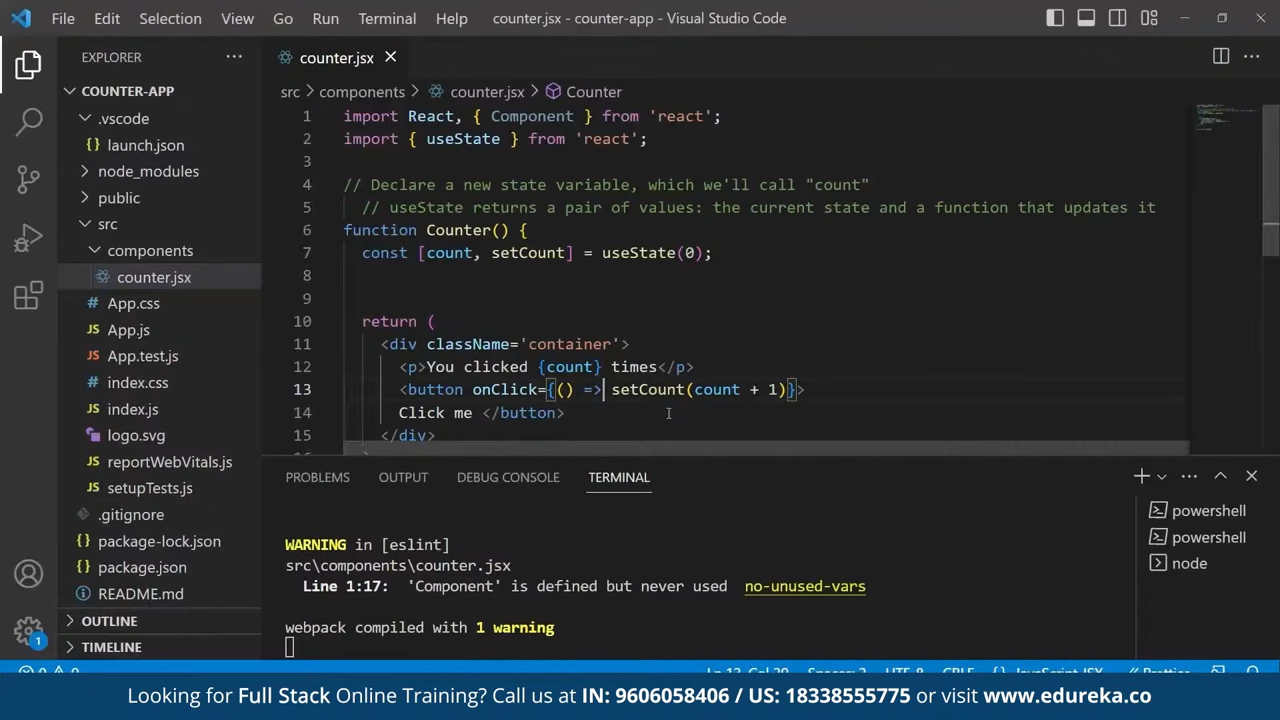 File Edit Selection View Go Run Terminal Help counter.jsx - counter-app - Visual Studio Code
EXPLORER
COUNTER-APP
.vscode
launch.json
node_modules
public
src
components
counter.jsx
App.css
App.js
App.test.js
index.css
index.js
logo.svg
reportWebVitals.js
setupTests.js
.gitignore
package-lock.json
package.json
README.md
OUTLINE
TIMELINE
1
counter.jsx
src > components > counter.jsx > Counter
1 import React, { Component } from 'react';
2 import { useState } from 'react';
3
4 // Declare a new state variable, which we'll call "count"
5 // useState returns a pair of values: the current state and a function that updates it
6 function Counter() {
7 const [count, setCount] = useState(0);
8
9
10 return (
11 <div className='container'>
12 <p>You clicked {count} times</p>
13 <button onClick={() => setCount(count + 1)}>
14 Click me </button>
15 </div>
PROBLEMS OUTPUT DEBUG CONSOLE TERMINAL
WARNING in [eslint]
src\components\counter.jsx
Line 1:17: 'Component' is defined but never used no-unused-vars
webpack compiled with 1 warning
powershell
powershell
node
Looking for Full Stack Online Training? Call us at IN: 9606058406 / US: 18338555775 or visit www.edureka.co